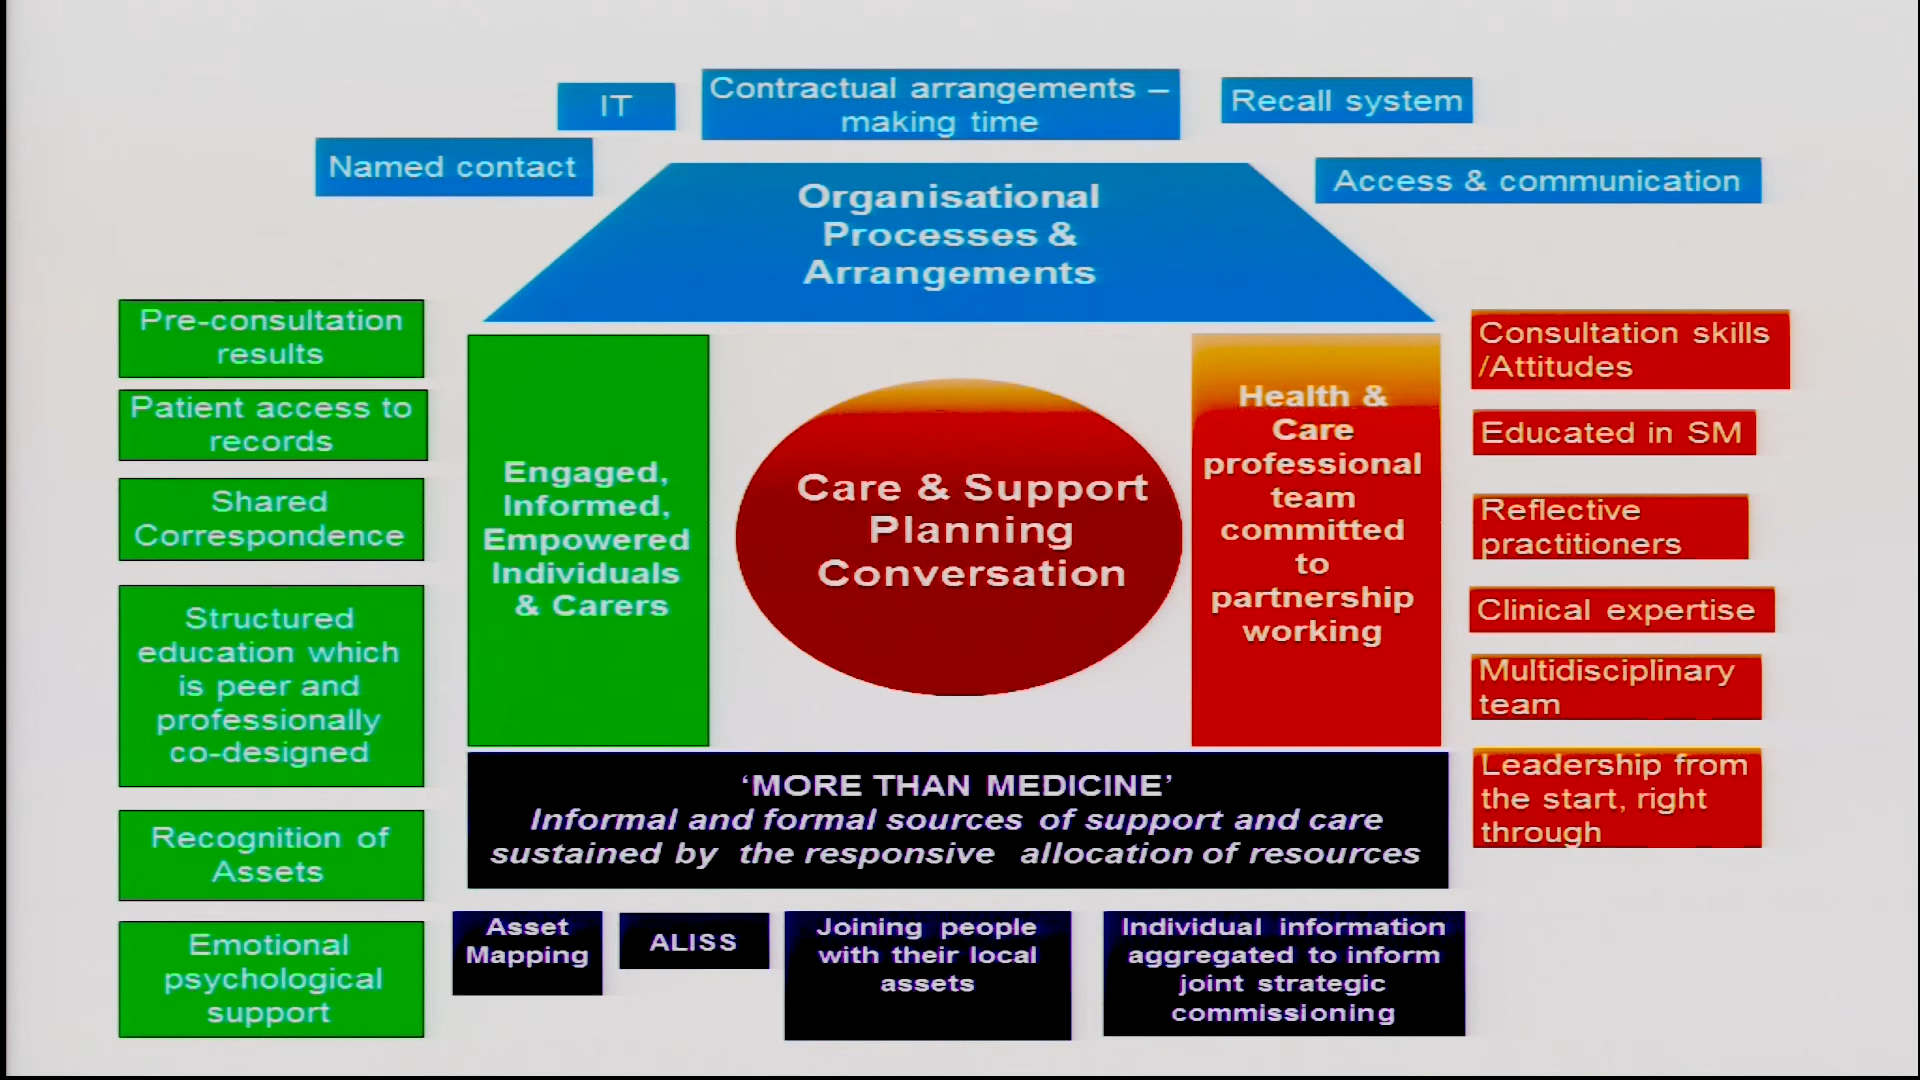 IT
Contractual arrangements –
making time
Recall system
Named contact
Access & communication
Organisational
Processes &
Arrangements
Pre-consultation
results
Patient access to
records
Shared
Correspondence
Structured
education which
is peer and
professionally
co-designed
Recognition of
Assets
Emotional
psychological
support
Engaged,
Informed,
Empowered
Individuals
& Carers
Care & Support
Planning
Conversation
Health &
Care
professional
team
committed
to
partnership
working
Consultation skills
/Attitudes
Educated in SM
Reflective
practitioners
Clinical expertise
Multidisciplinary
team
Leadership from
the start, right
through
‘MORE THAN MEDICINE’
Informal and formal sources of support and care
sustained by the responsive allocation of resources
Asset
Mapping
ALISS
Joining people
with their local
assets
Individual information
aggregated to inform
joint strategic
commissioning